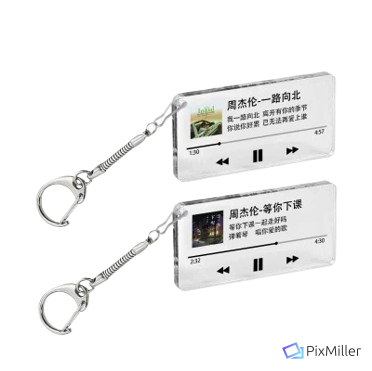 周杰伦-一路向北
我一路向北 离开有你的季节
你说你好累 已无法再爱上谁
1:30
4:57
周杰伦-等你下课
等你下课一起走好吗
弹着琴 唱你爱的歌
2:32
4:30
PixMiller